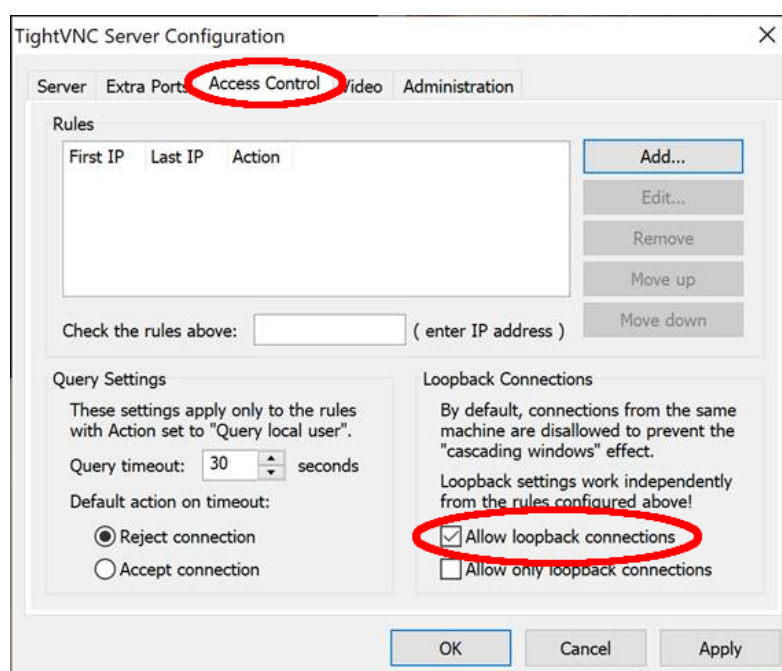 TightVNC Server Configuration
Server Extra Ports Access Control Video Administration
Rules
First IP Last IP Action
Add...
Edit...
Remove
Move up
Move down
Check the rules above: ( enter IP address )
Query Settings
These settings apply only to the rules
with Action set to "Query local user".
Query timeout: 30 seconds
Default action on timeout:
Reject connection
Accept connection
Loopback Connections
By default, connections from the same
machine are disallowed to prevent the
"cascading windows" effect.
Loopback settings work independently
from the rules configured above!
Allow loopback connections
Allow only loopback connections
OK Cancel Apply